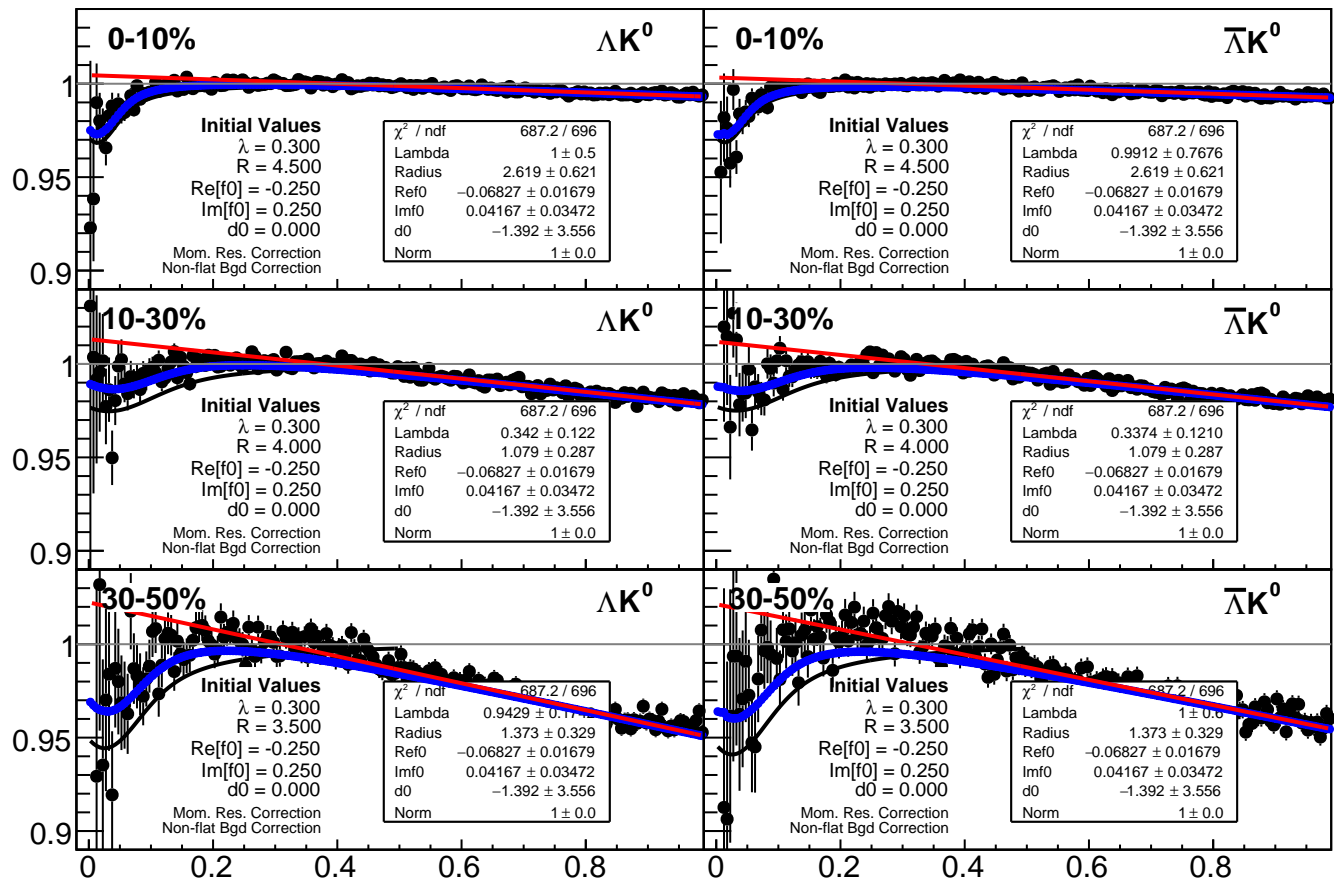 0-10%
ΛK⁰
0-10%
Λ̅K⁰
1
0.95
0.9
Initial Values
λ = 0.300
R = 4.500
Re[f0] = -0.250
Im[f0] = 0.250
d0 = 0.000
Mom. Res. Correction
Non-flat Bgd Correction
χ² / ndf 687.2 / 696
Lambda 1 ± 0.5
Radius 2.619 ± 0.621
Ref0 −0.06827 ± 0.01679
Imf0 0.04167 ± 0.03472
d0 −1.392 ± 3.556
Norm 1 ± 0.0
Initial Values
λ = 0.300
R = 4.500
Re[f0] = -0.250
Im[f0] = 0.250
d0 = 0.000
Mom. Res. Correction
Non-flat Bgd Correction
χ² / ndf 687.2 / 696
Lambda 0.9912 ± 0.7676
Radius 2.619 ± 0.621
Ref0 −0.06827 ± 0.01679
Imf0 0.04167 ± 0.03472
d0 −1.392 ± 3.556
Norm 1 ± 0.0
10-30%
ΛK⁰
10-30%
Λ̅K⁰
1
0.95
0.9
Initial Values
λ = 0.300
R = 4.000
Re[f0] = -0.250
Im[f0] = 0.250
d0 = 0.000
Mom. Res. Correction
Non-flat Bgd Correction
χ² / ndf 687.2 / 696
Lambda 0.342 ± 0.122
Radius 1.079 ± 0.287
Ref0 −0.06827 ± 0.01679
Imf0 0.04167 ± 0.03472
d0 −1.392 ± 3.556
Norm 1 ± 0.0
Initial Values
λ = 0.300
R = 4.000
Re[f0] = -0.250
Im[f0] = 0.250
d0 = 0.000
Mom. Res. Correction
Non-flat Bgd Correction
χ² / ndf 687.2 / 696
Lambda 0.3374 ± 0.1210
Radius 1.079 ± 0.287
Ref0 −0.06827 ± 0.01679
Imf0 0.04167 ± 0.03472
d0 −1.392 ± 3.556
Norm 1 ± 0.0
30-50%
ΛK⁰
30-50%
Λ̅K⁰
1
0.95
0.9
Initial Values
λ = 0.300
R = 3.500
Re[f0] = -0.250
Im[f0] = 0.250
d0 = 0.000
Mom. Res. Correction
Non-flat Bgd Correction
χ² / ndf 687.2 / 696
Lambda 0.9429 ±
Radius 1.373 ± 0.329
Ref0 −0.06827 ± 0.01679
Imf0 0.04167 ± 0.03472
d0 −1.392 ± 3.556
Norm 1 ± 0.0
Initial Values
λ = 0.300
R = 3.500
Re[f0] = -0.250
Im[f0] = 0.250
d0 = 0.000
Mom. Res. Correction
Non-flat Bgd Correction
χ² / ndf 687.2 / 696
Lambda 1 ± 0.6
Radius 1.373 ± 0.329
Ref0 −0.06827 ± 0.01679
Imf0 0.04167 ± 0.03472
d0 −1.392 ± 3.556
Norm 1 ± 0.0
0 0.2 0.4 0.6 0.8 0 0.2 0.4 0.6 0.8